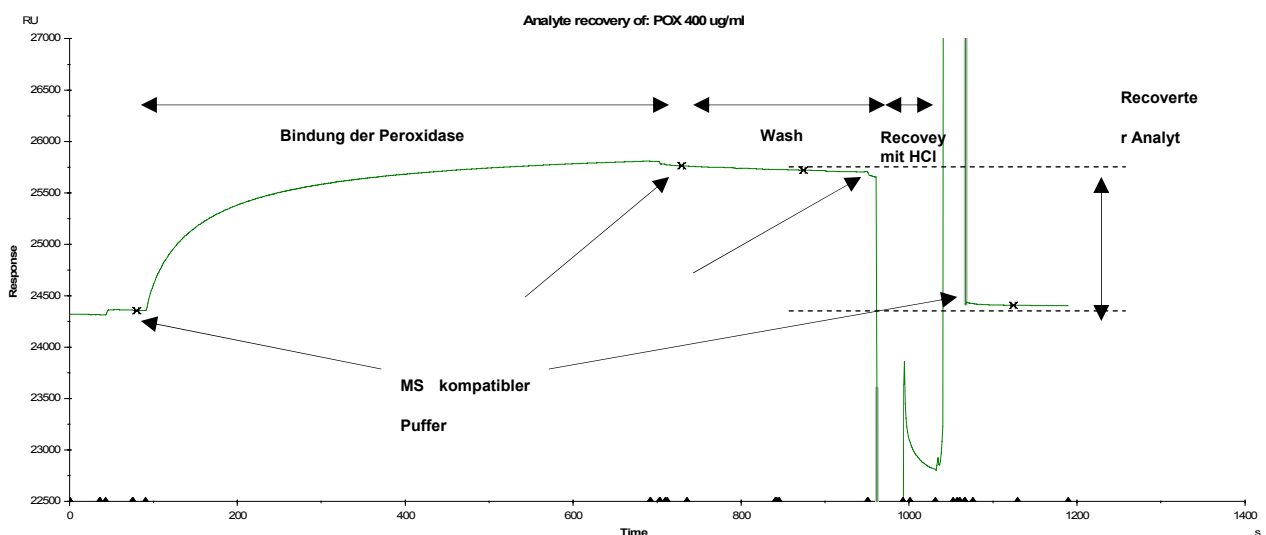 Analyte recovery of: POX 400 ug/ml
RU
27000
26500
26000
25500
25000
24500
24000
23500
23000
22500
Response
Bindung der Peroxidase
Wash
Recovey
mit HCl
Recoverte
r Analyt
MS kompatibler
Puffer
0
200
400
600
800
1000
1200
1400
Time
s